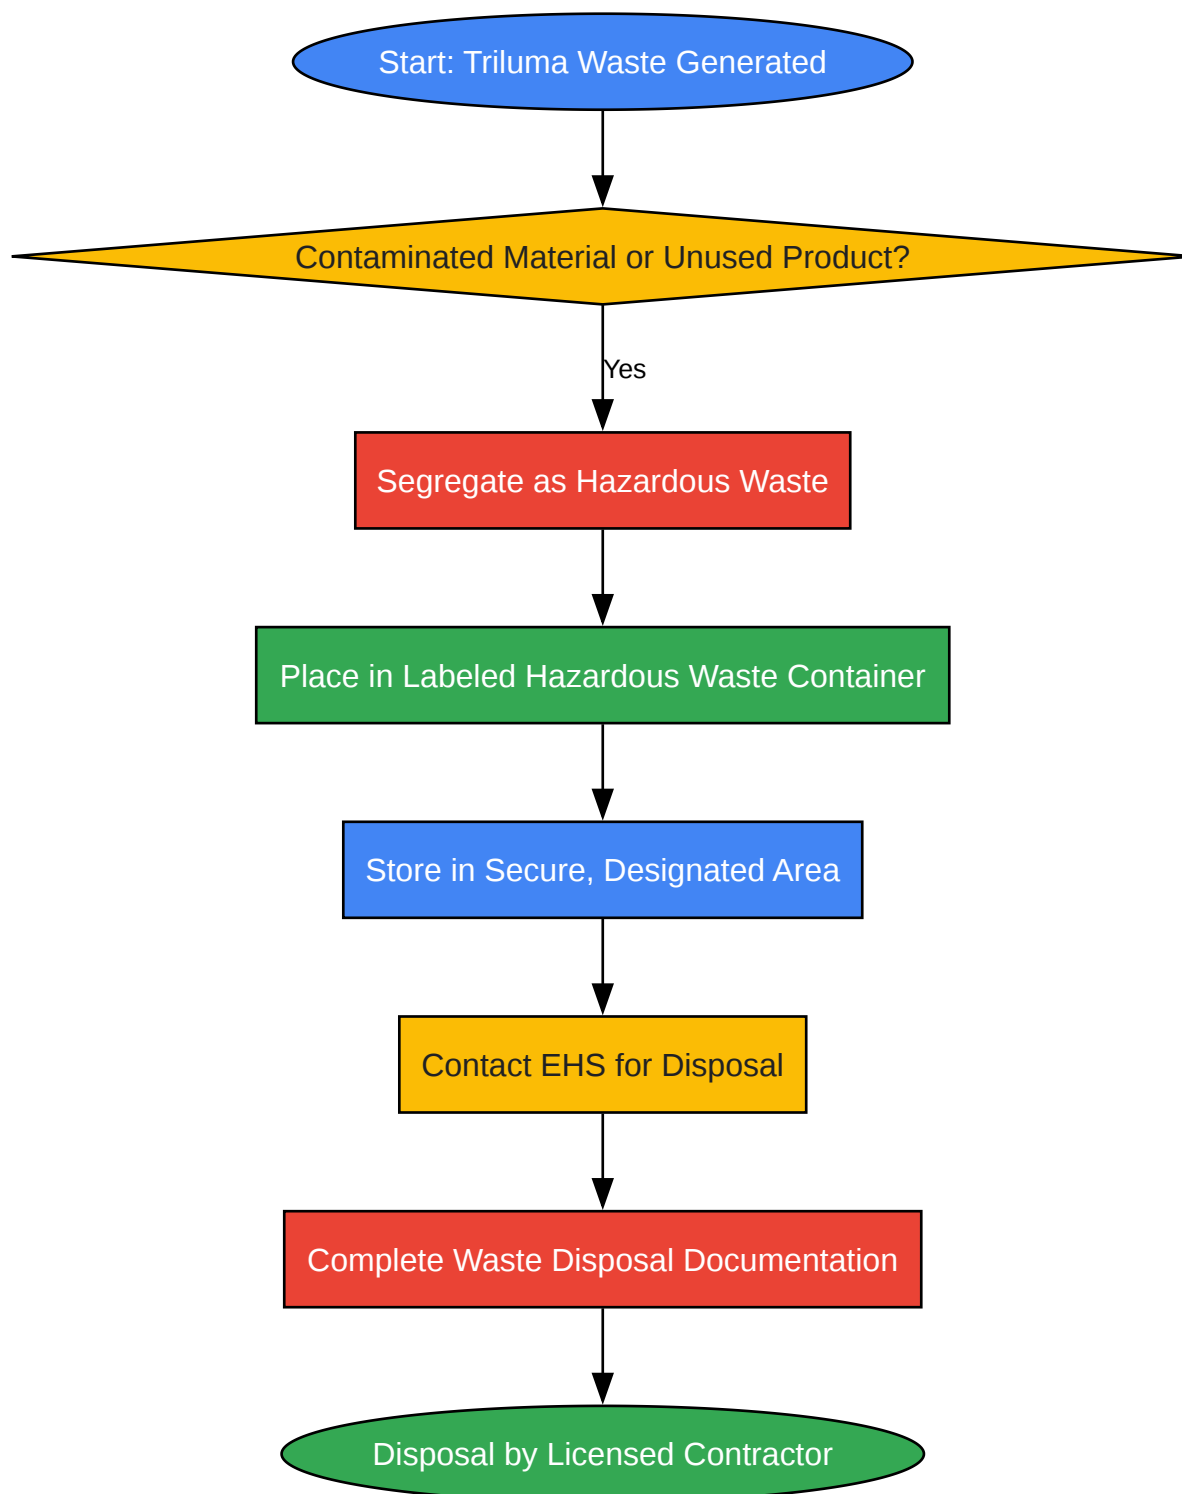 Start: Triluma Waste Generated
Contaminated Material or Unused Product?
Yes
Segregate as Hazardous Waste
Place in Labeled Hazardous Waste Container
Store in Secure, Designated Area
Contact EHS for Disposal
Complete Waste Disposal Documentation
Disposal by Licensed Contractor